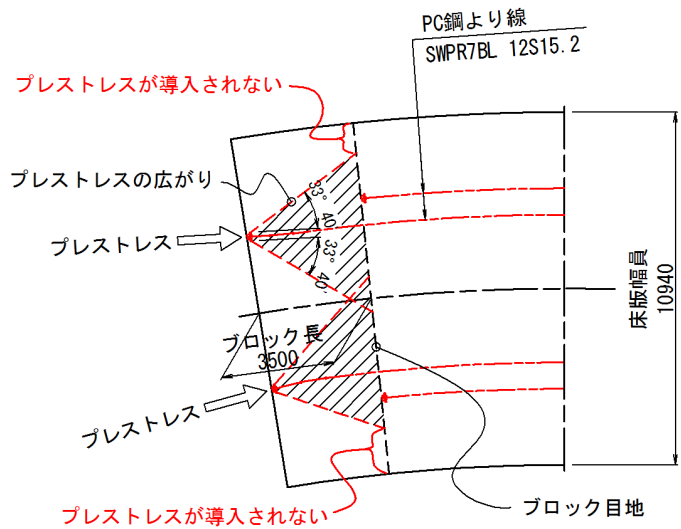 PC鋼より線
SWPR7BL 12S15.2
プレストレスが導入されない
プレストレスの広がり
33° 40'
プレストレス
33° 40'
床版幅員
10940
ブロック長
3500
プレストレス
ブロック目地
プレストレスが導入されない